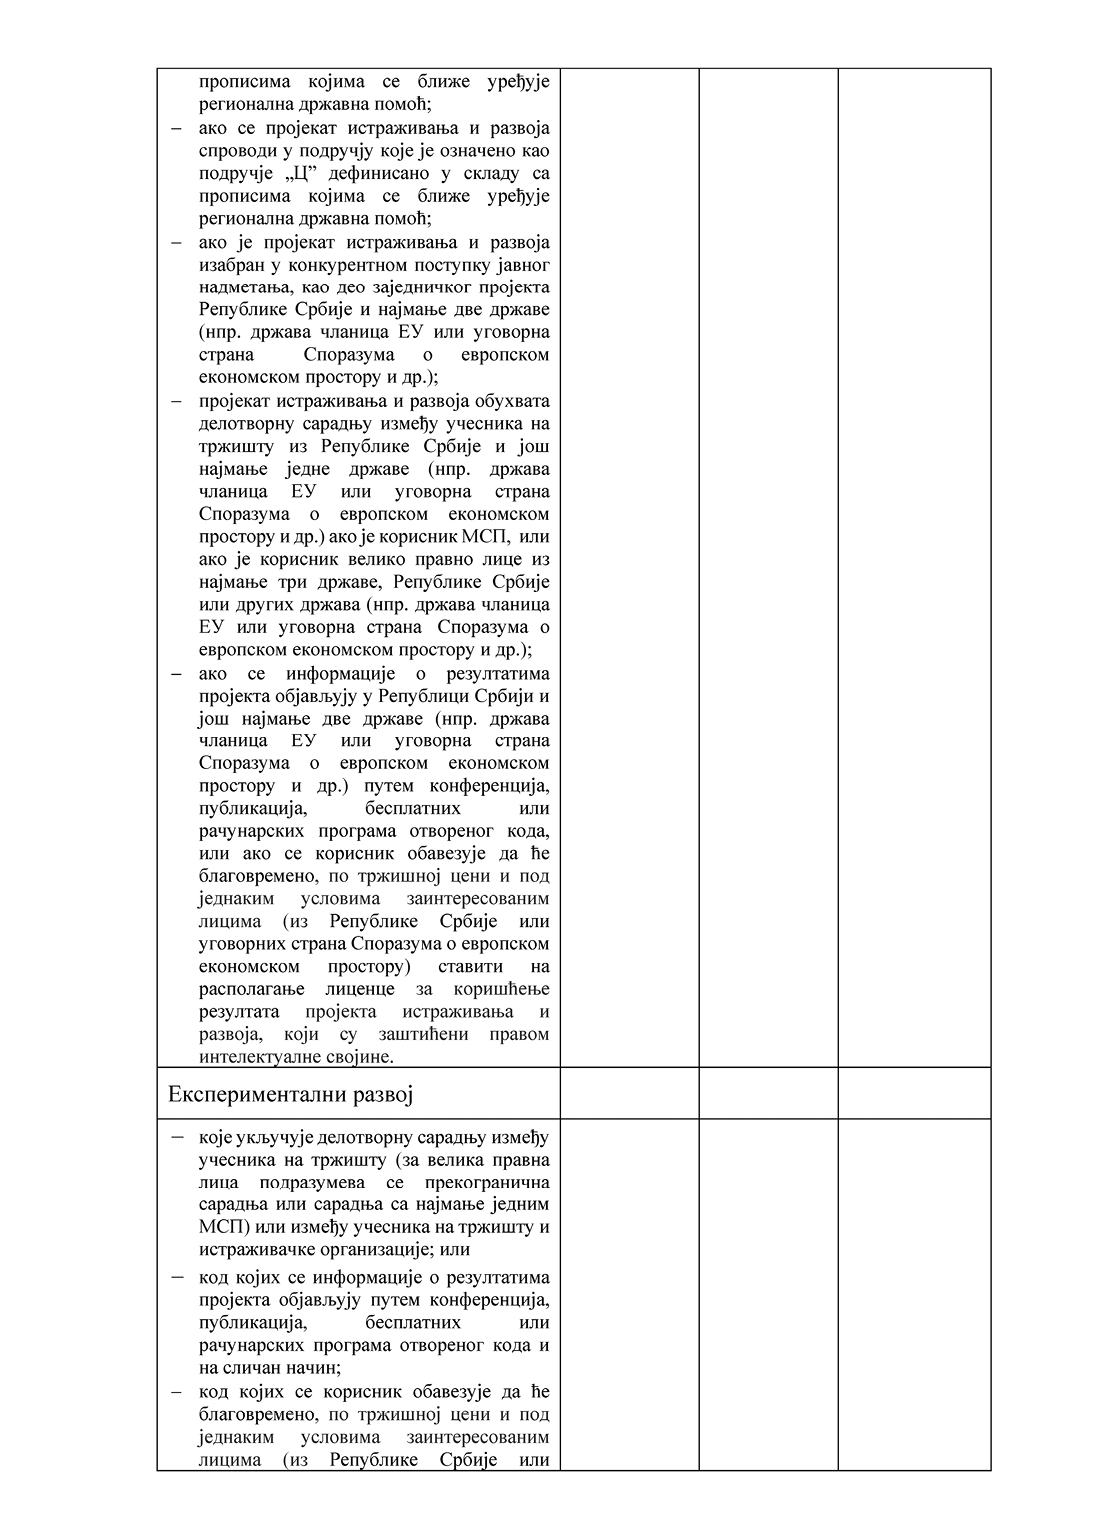 прописима којима се ближе уређује
регионална државна помоћ;
– ако се пројекат истраживања и развоја
спроводи у подручју које је означено као
подручје „Ц” дефинисано у складу са
прописима којима се ближе уређује
регионална државна помоћ;
– ако је пројекат истраживања и развоја
изабран у конкурентном поступку јавног
надметања, као део заједничког пројекта
Републике Србије и најмање две државе
(нпр. држава чланица ЕУ или уговорна
страна Споразума о европском
економском простору и др.);
– пројекат истраживања и развоја обухвата
делотворну сарадњу између учесника на
тржишту из Републике Србије и још
најмање једне државе (нпр. држава
чланица ЕУ или уговорна страна
Споразума о европском економском
простору и др.) ако је корисник МСП, или
ако је корисник велико правно лице из
најмање три државе, Републике Србије
или других држава (нпр. држава чланица
ЕУ или уговорна страна Споразума о
европском економском простору и др.);
– ако се информације о резултатима
пројекта објављују у Републици Србији и
још најмање две државе (нпр. држава
чланица ЕУ или уговорна страна
Споразума о европском економском
простору и др.) путем конференција,
публикација, бесплатних или
рачунарских програма отвореног кода,
или ако се корисник обавезује да ће
благовремено, по тржишној цени и под
једнаким условима заинтересованим
лицима (из Републике Србије или
уговорних страна Споразума о европском
економском простору) ставити на
располагање лиценце за коришћење
резултата пројекта истраживања и
развоја, који су заштићени правом
интелектуалне својине.
Експериментални развој
– које укључује делотворну сарадњу између
учесника на тржишту (за велика правна
лица подразумева се прекогранична
сарадња или сарадња са најмање једним
МСП) или између учесника на тржишту и
истраживачке организације; или
– код којих се информације о резултатима
пројекта објављују путем конференција,
публикација, бесплатних или
рачунарских програма отвореног кода и
на сличан начин;
– код којих се корисник обавезује да ће
благовремено, по тржишној цени и под
једнаким условима заинтересованим
лицима (из Републике Србије или